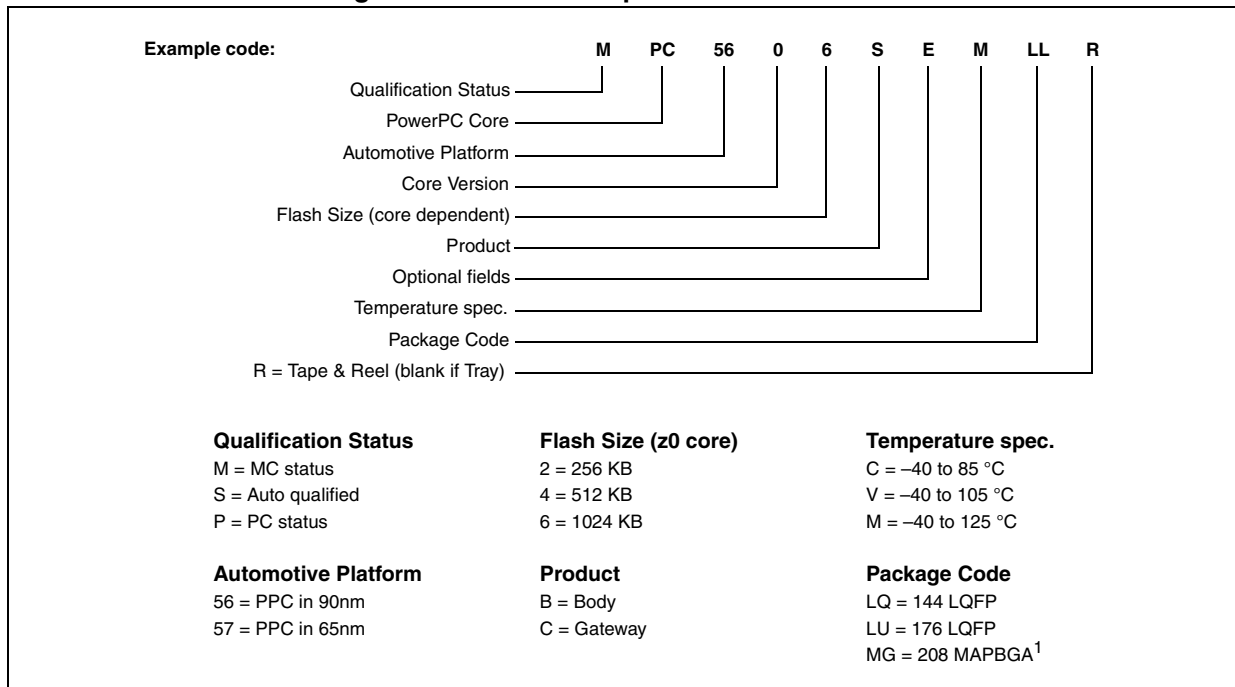 Example code: M PC 56 0 6 S E M LL R
Qualification Status
PowerPC Core
Automotive Platform
Core Version
Flash Size (core dependent)
Product
Optional fields
Temperature spec.
Package Code
R = Tape & Reel (blank if Tray)
Qualification Status
M = MC status
S = Auto qualified
P = PC status
Flash Size (z0 core)
2 = 256 KB
4 = 512 KB
6 = 1024 KB
Temperature spec.
C = –40 to 85 °C
V = –40 to 105 °C
M = –40 to 125 °C
Automotive Platform
56 = PPC in 90nm
57 = PPC in 65nm
Product
B = Body
C = Gateway
Package Code
LQ = 144 LQFP
LU = 176 LQFP
MG = 208 MAPBGA1